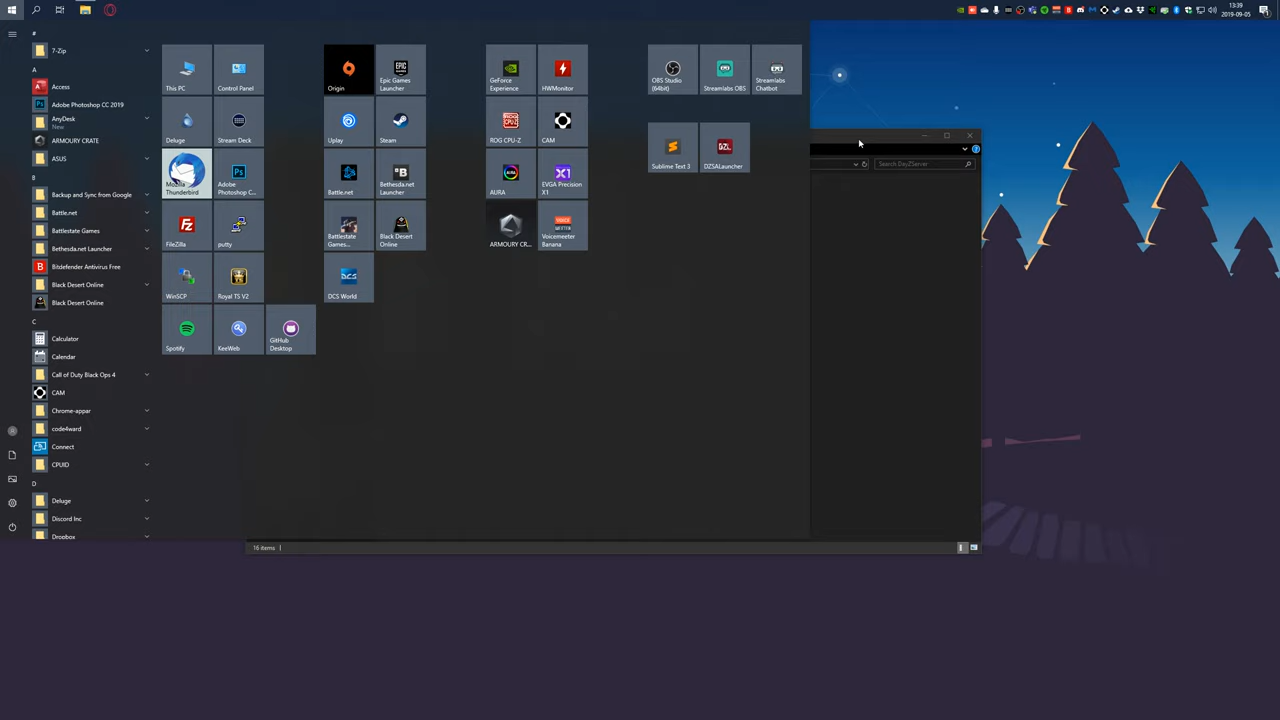 13:39
2019-09-05
1
#
7-Zip
A
Access
Adobe Photoshop CC 2019
AnyDesk
New
ARMOURY CRATE
ASUS
B
Backup and Sync from Google
Battle.net
Battlestate Games
Bethesda.net Launcher
Bitdefender Antivirus Free
Black Desert Online
Black Desert Online
C
Calculator
Calendar
Call of Duty Black Ops 4
CAM
Chrome-appar
code4ward
Connect
CPUID
D
Deluge
Discord Inc
Dropbox
This PC
Control Panel
Deluge
Stream Deck
Mozilla
Thunderbird
Adobe
Photoshop C...
FileZilla
putty
WinSCP
Royal TS V2
Spotify
KeeWeb
GitHub
Desktop
Origin
Epic Games
Launcher
Uplay
Steam
Battle.net
Bethesda.net
Launcher
Battlestate
Games...
Black Desert
Online
DCS World
GeForce
Experience
HWMonitor
ROG CPU-Z
CAM
AURA
EVGA Precision
X1
ARMOURY CR...
Voicemeeter
Banana
OBS Studio
(64bit)
Streamlabs OBS
Streamlabs
Chatbot
Sublime Text 3
DZSALauncher
Search DayZServer
16 items